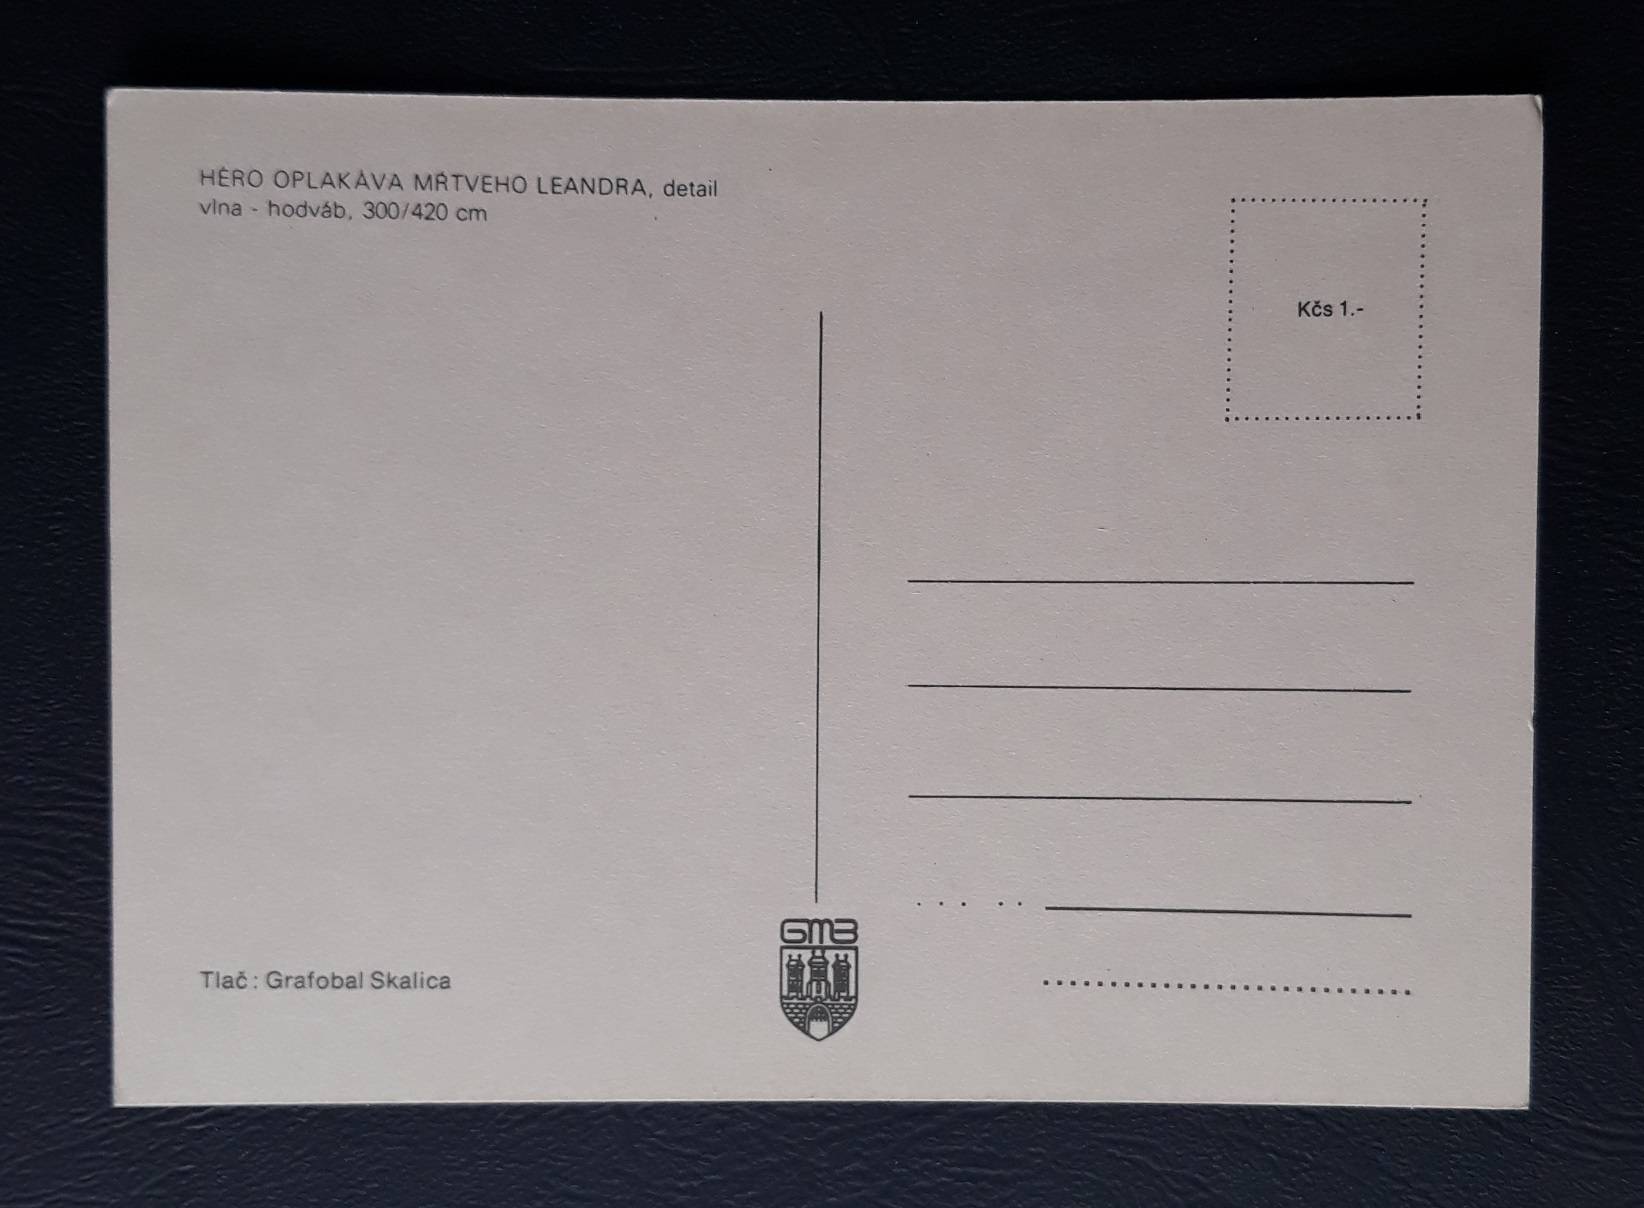 HÉRO OPLAKÁVA MŔTVEHO LEANDRA, detail
vlna - hodváb, 300/420 cm
Kčs 1.-
GMB
Tlač: Grafobal Skalica